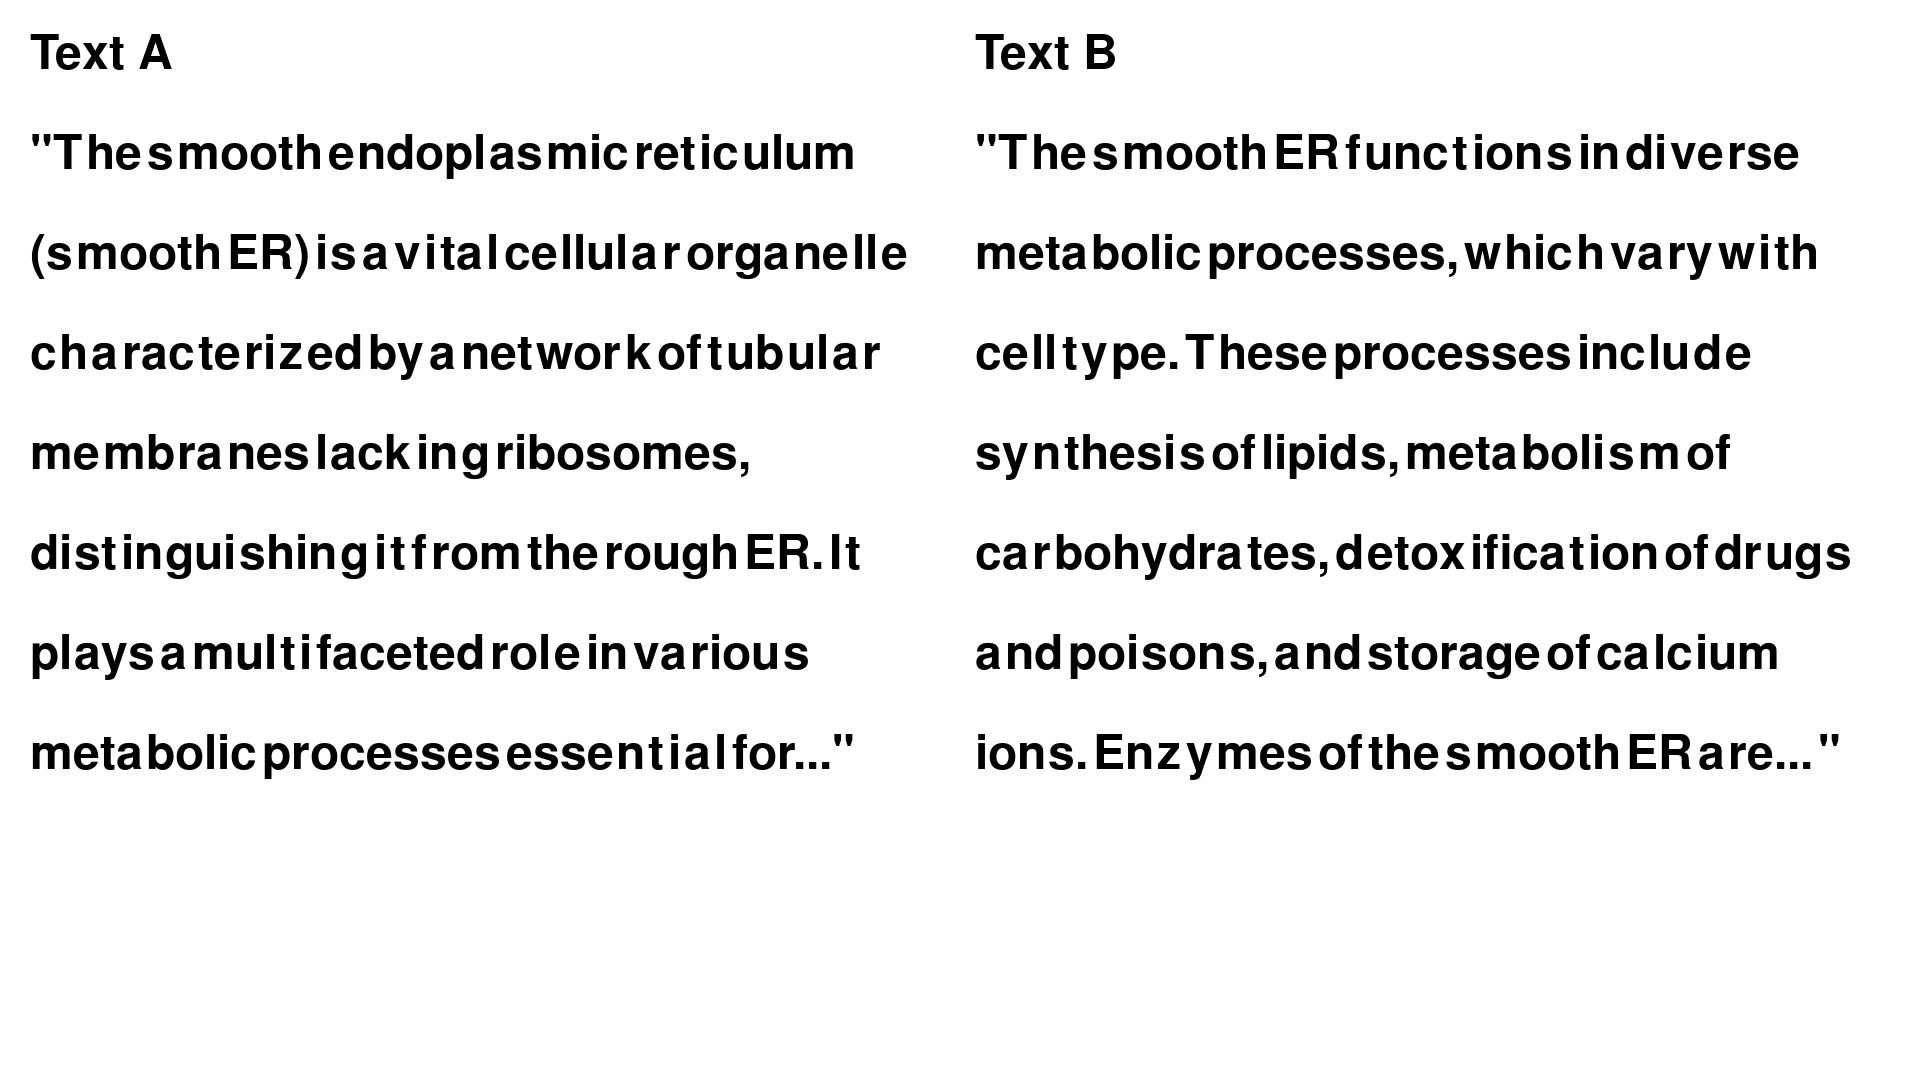 Text A
"The smooth endoplasmic reticulum
(smooth ER) is a vital cellular organelle
characterized by a network of tubular
membranes lacking ribosomes,
distinguishing it from the rough ER. It
plays a multifaceted role in various
metabolic processes essential for..."
Text B
"The smooth ER functions in diverse
metabolic processes, which vary with
cell type. These processes include
synthesis of lipids, metabolism of
carbohydrates, detoxification of drugs
and poisons, and storage of calcium
ions. Enzymes of the smooth ER are..."